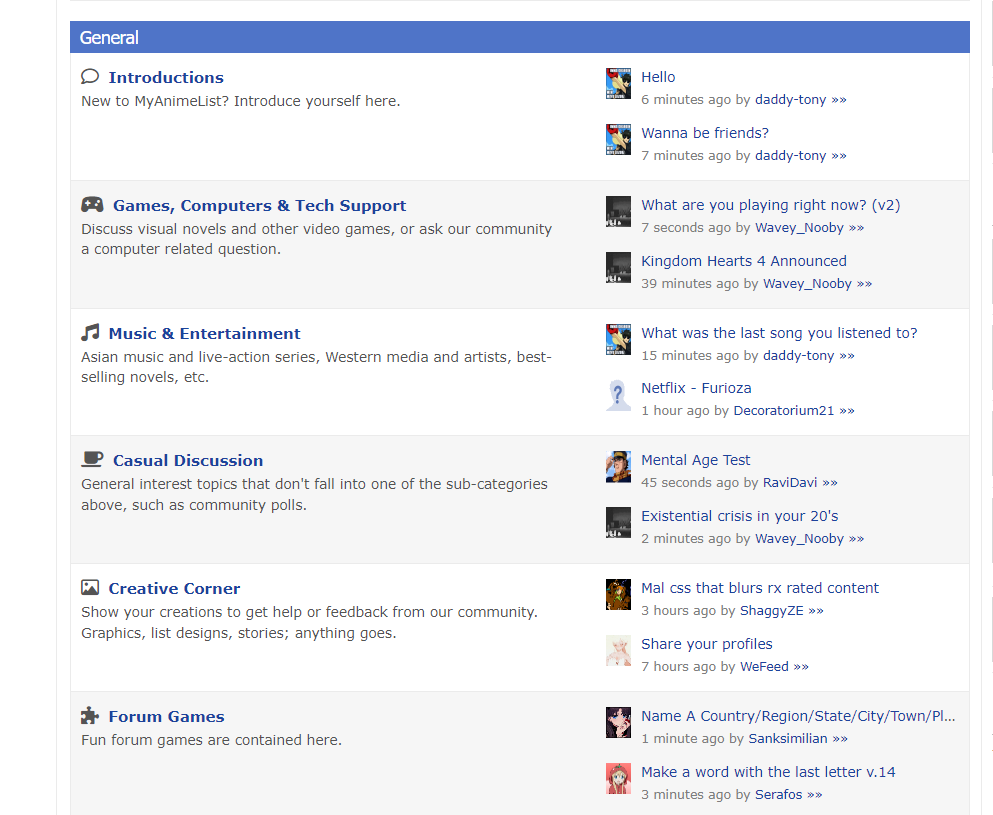 General
Introductions
New to MyAnimeList? Introduce yourself here.
Hello
6 minutes ago by daddy-tony »»
Wanna be friends?
7 minutes ago by daddy-tony »»
Games, Computers & Tech Support
Discuss visual novels and other video games, or ask our community
a computer related question.
What are you playing right now? (v2)
7 seconds ago by Wavey_Nooby »»
Kingdom Hearts 4 Announced
39 minutes ago by Wavey_Nooby »»
Music & Entertainment
Asian music and live-action series, Western media and artists, best-
selling novels, etc.
What was the last song you listened to?
15 minutes ago by daddy-tony »»
Netflix - Furioza
1 hour ago by Decoratorium21 »»
Casual Discussion
General interest topics that don't fall into one of the sub-categories
above, such as community polls.
Mental Age Test
45 seconds ago by RaviDavi »»
Existential crisis in your 20's
2 minutes ago by Wavey_Nooby »»
Creative Corner
Show your creations to get help or feedback from our community.
Graphics, list designs, stories; anything goes.
Mal css that blurs rx rated content
3 hours ago by ShaggyZE »»
Share your profiles
7 hours ago by WeFeed »»
Forum Games
Fun forum games are contained here.
Name A Country/Region/State/City/Town/Pl...
1 minute ago by Sanksimilian »»
Make a word with the last letter v.14
3 minutes ago by Serafos »»